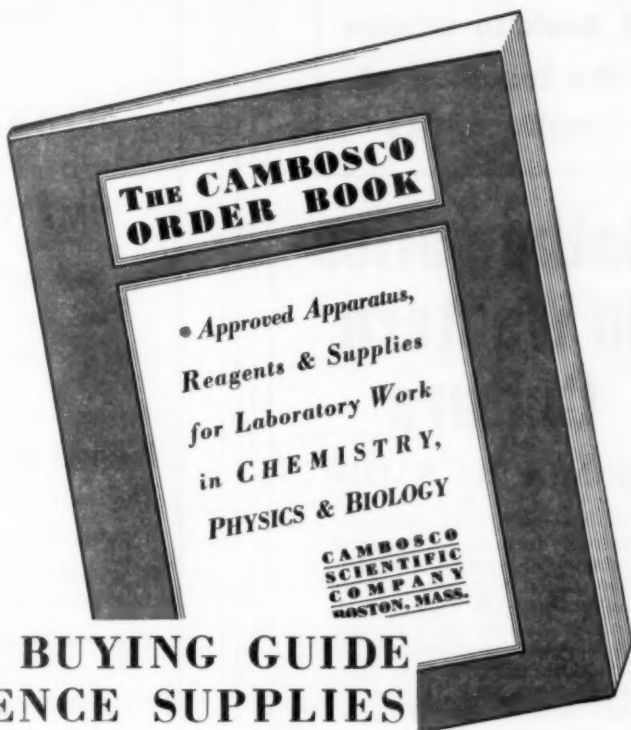 THE CAMBOSCO
ORDER BOOK
• Approved Apparatus,
Reagents & Supplies
for Laboratory Work
in CHEMISTRY,
PHYSICS & BIOLOGY
CAMBOSCO
SCIENTIFIC
COMPANY
BOSTON, MASS.
BUYING GUIDE
ENCE SUPPLIES